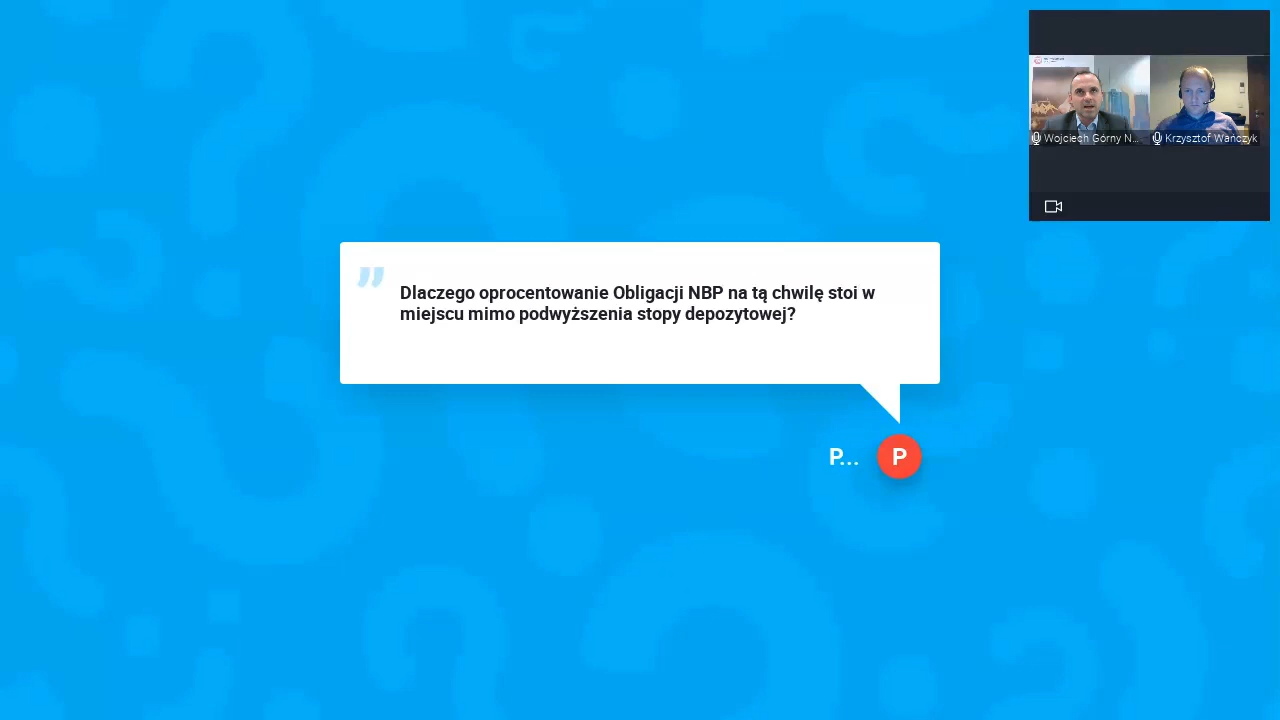 Wojciech Górny N...
Krzysztof Wańczyk
Dlaczego oprocentowanie Obligacji NBP na tą chwilę stoi w
miejscu mimo podwyższenia stopy depozytowej?
P...
P